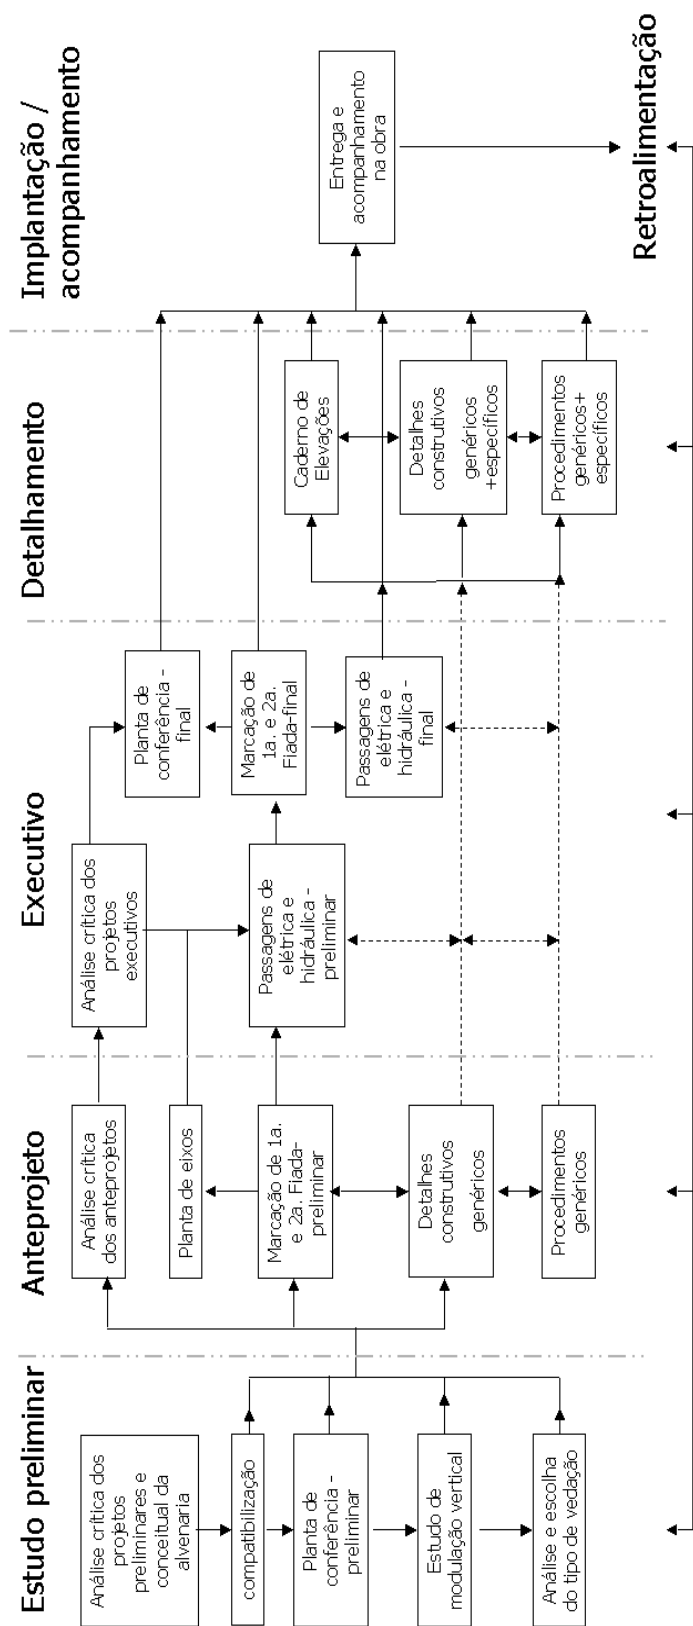 Estudo preliminar
Análise crítica dos
projetos
preliminares e
conceitual da
alvenaria
compatibilização
Planta de
conferência -
preliminar
Estudo de
modulação vertical
Análise e escolha
do tipo de vedação
Anteprojeto
Análise crítica
dos anteprojetos
Planta de eixos
Marcação de 1a.
e 2a. Fiada-
preliminar
Detalhes
construtivos
genéricos
Procedimentos
genéricos
Executivo
Análise crítica dos
projetos
executivos
Passagens de
elétrica e
hidráulica -
preliminar
Planta de
conferência -
final
Marcação de
1a. e 2a.
Fiada-final
Passagens de
elétrica e
hidráulica -
final
Detalhamento
Caderno de
Elevações
Detalhes
construtivos
genéricos
+específicos
Procedimentos
genéricos+
específicos
Implantação /
acompanhamento
Entrega e
acompanhamento
na obra
Retroalimentação